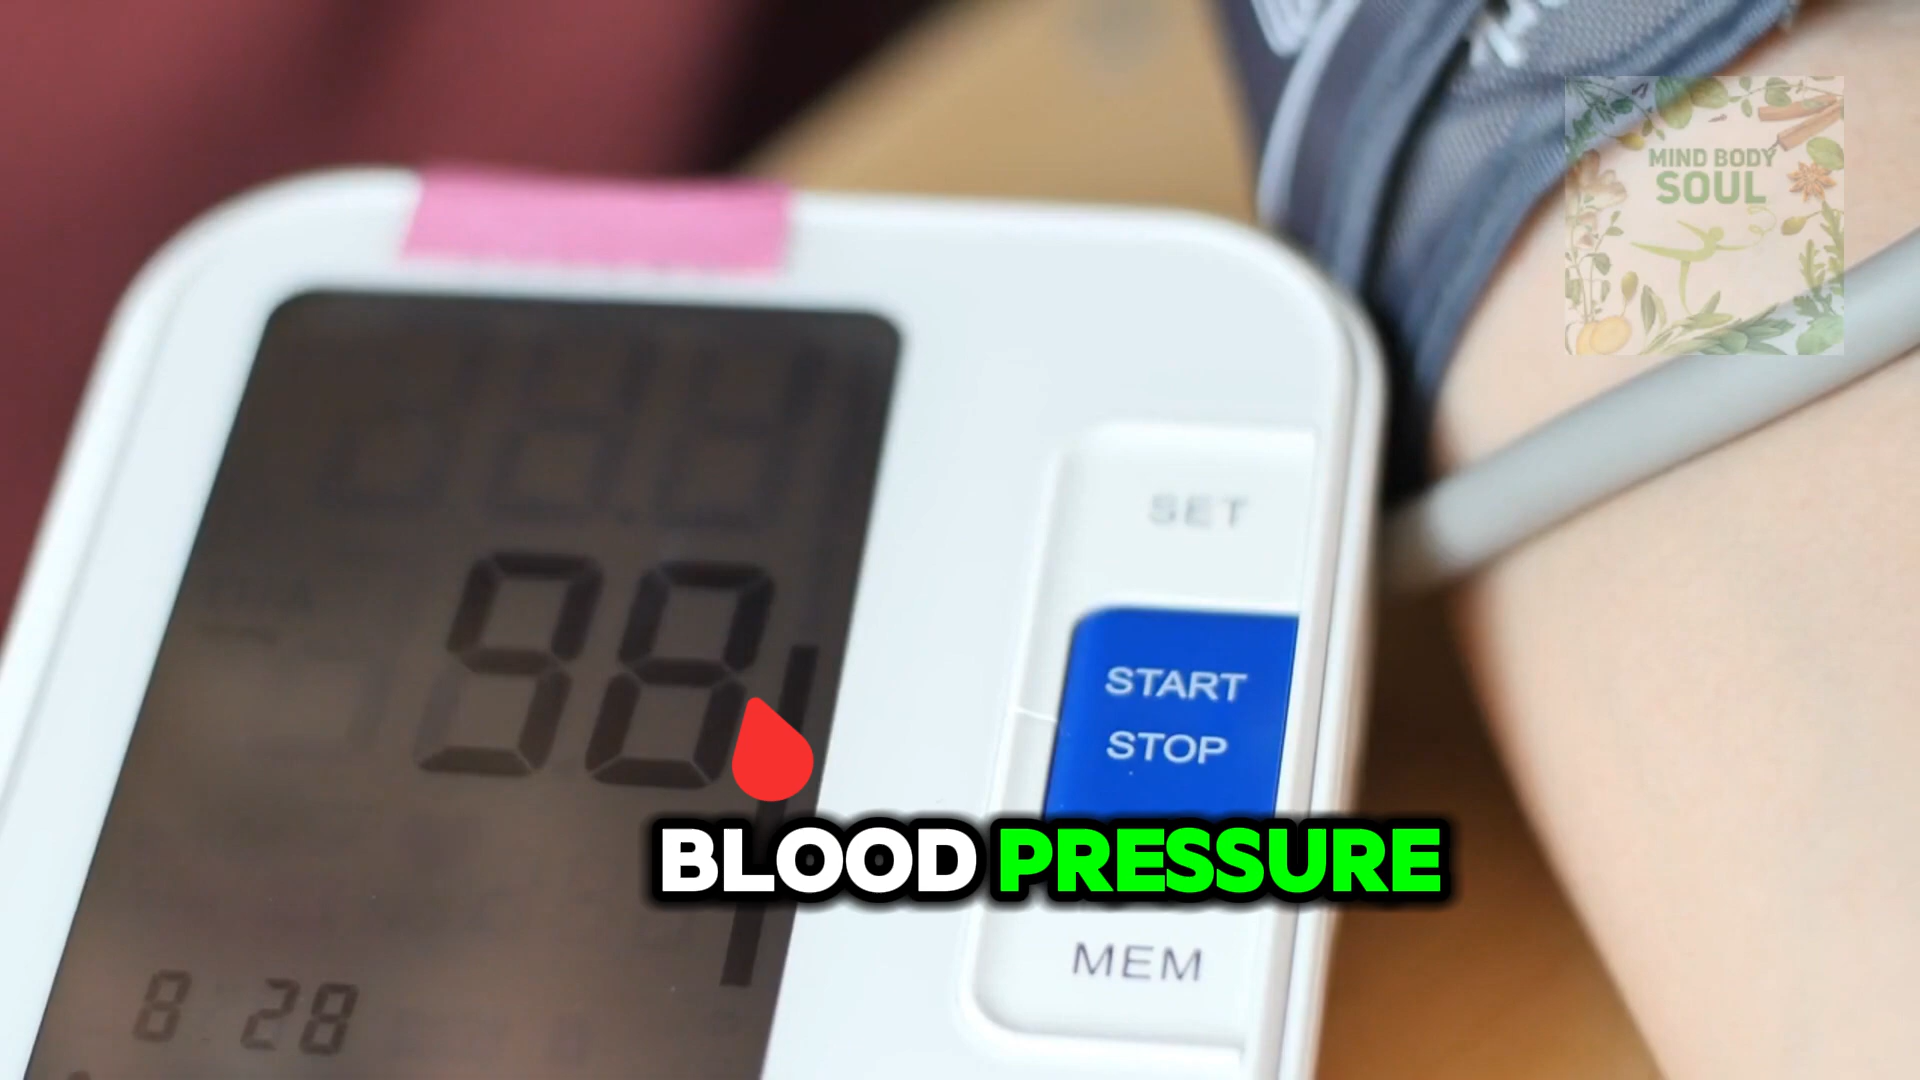 MIND BODY
SOUL
SET
98
START
STOP
BLOOD PRESSURE
MEM
8 28